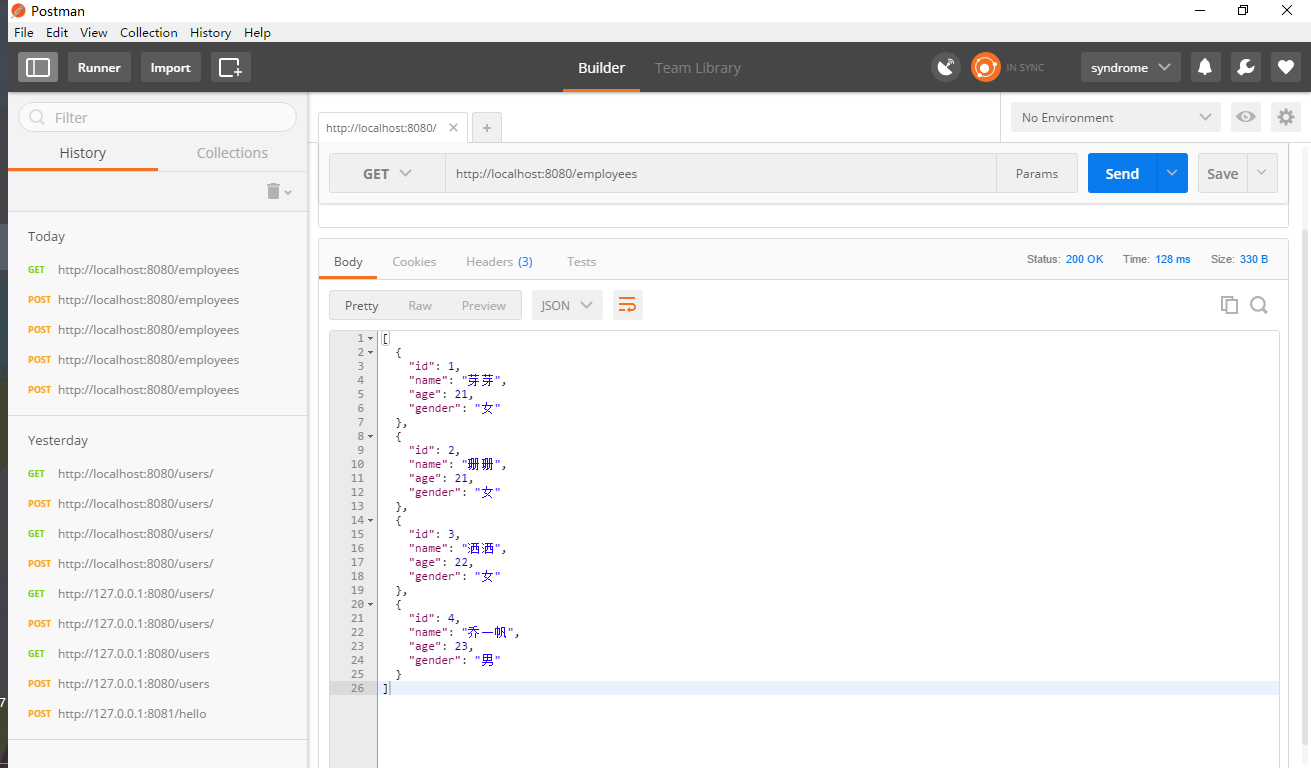 Postman
File Edit View Collection History Help
Runner Import Builder Team Library IN SYNC syndrome
Filter
History Collections
Today
GET http://localhost:8080/employees
POST http://localhost:8080/employees
POST http://localhost:8080/employees
POST http://localhost:8080/employees
POST http://localhost:8080/employees
Yesterday
GET http://localhost:8080/users/
POST http://localhost:8080/users/
GET http://localhost:8080/users/
POST http://localhost:8080/users/
GET http://127.0.0.1:8080/users/
POST http://127.0.0.1:8080/users/
GET http://127.0.0.1:8080/users
POST http://127.0.0.1:8080/users
POST http://127.0.0.1:8081/hello
7
http://localhost:8080/ +
No Environment
GET http://localhost:8080/employees Params Send Save
Body Cookies Headers (3) Tests Status: 200 OK Time: 128 ms Size: 330 B
Pretty Raw Preview JSON
1 [
2 {
3 "id": 1,
4 "name": "芽芽",
5 "age": 21,
6 "gender": "女"
7 },
8 {
9 "id": 2,
10 "name": "珊珊",
11 "age": 21,
12 "gender": "女"
13 },
14 {
15 "id": 3,
16 "name": "洒洒",
17 "age": 22,
18 "gender": "女"
19 },
20 {
21 "id": 4,
22 "name": "乔一帆",
23 "age": 23,
24 "gender": "男"
25 }
26 ]